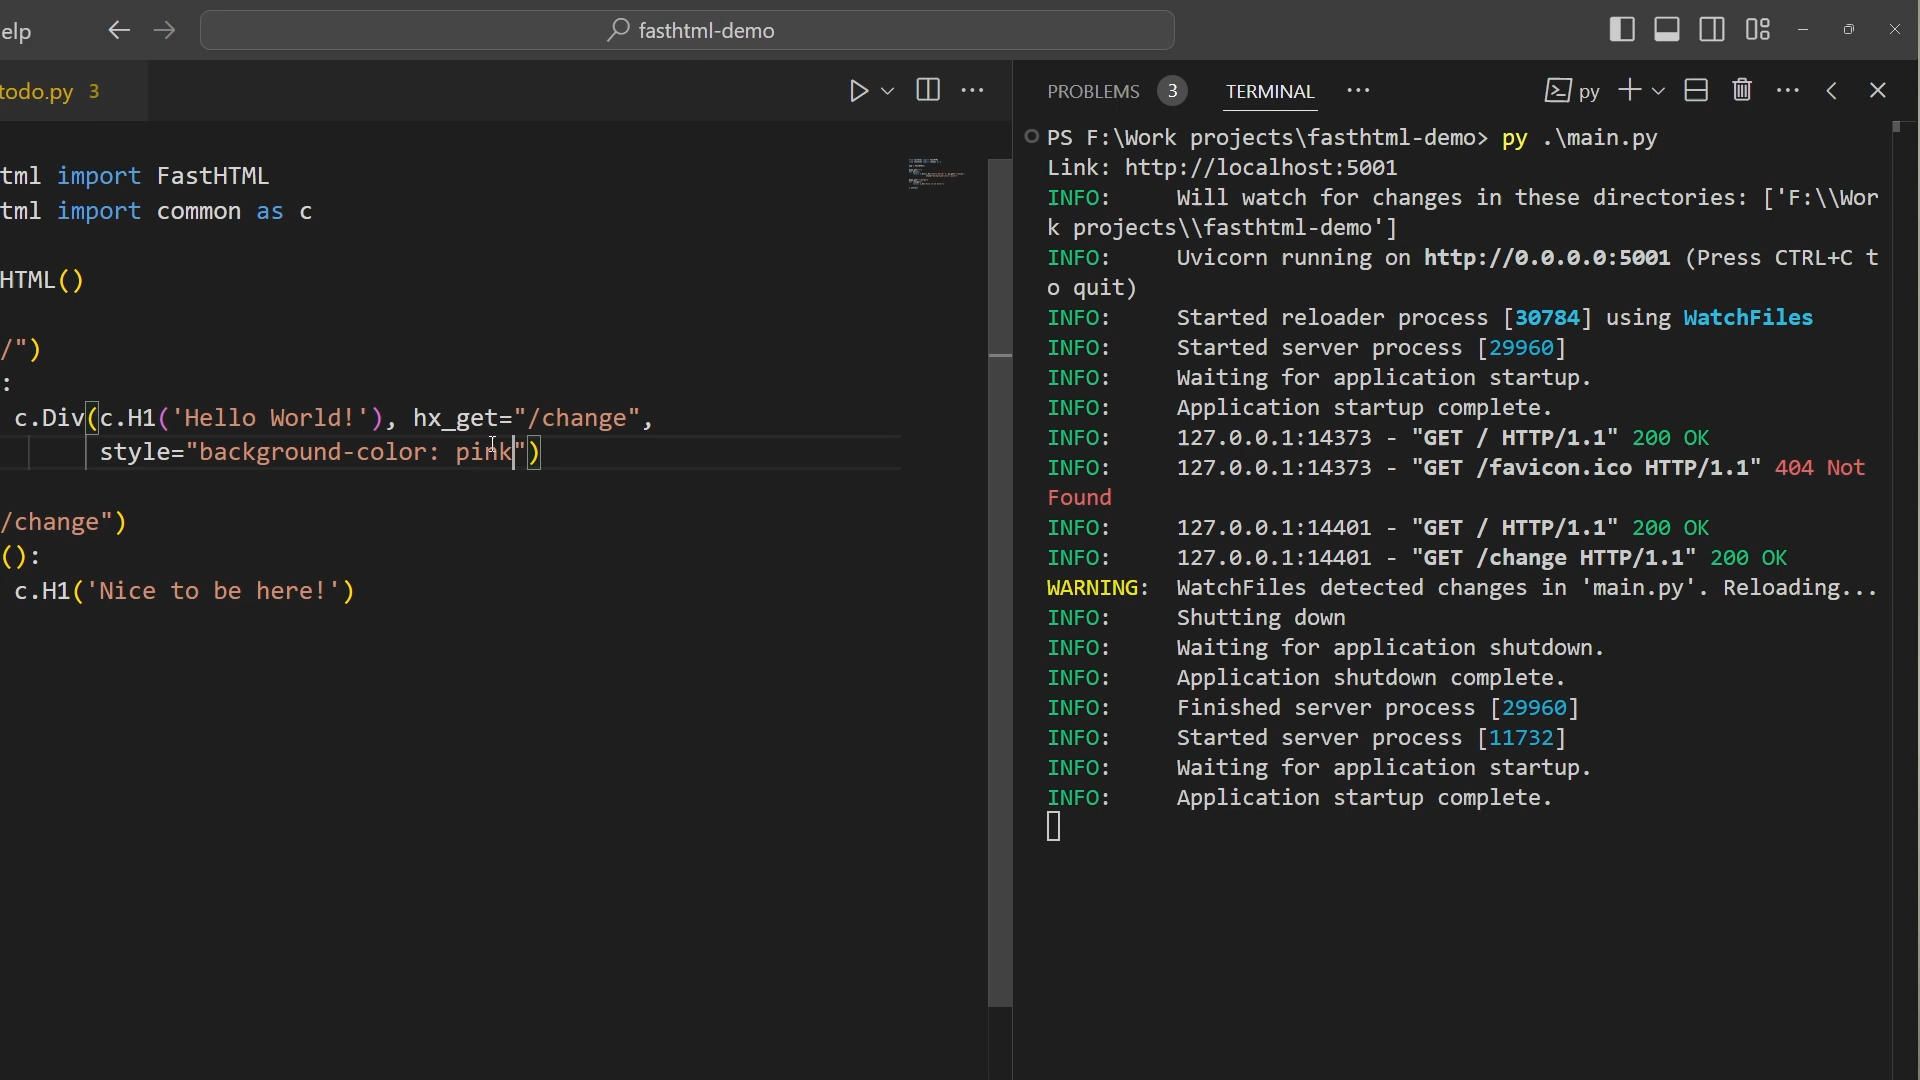 elp
fasthtml-demo
todo.py 3
tml import FastHTML
tml import common as c
HTML()
/")
:
c.Div(c.H1('Hello World!'), hx_get="/change",
style="background-color: pink")
/change")
():
c.H1('Nice to be here!')
PROBLEMS 3 TERMINAL
py
PS F:\Work projects\fasthtml-demo> py .\main.py
Link: http://localhost:5001
INFO: Will watch for changes in these directories: ['F:\\Wor
k projects\\fasthtml-demo']
INFO: Uvicorn running on http://0.0.0.0:5001 (Press CTRL+C t
o quit)
INFO: Started reloader process [30784] using WatchFiles
INFO: Started server process [29960]
INFO: Waiting for application startup.
INFO: Application startup complete.
INFO: 127.0.0.1:14373 - "GET / HTTP/1.1" 200 OK
INFO: 127.0.0.1:14373 - "GET /favicon.ico HTTP/1.1" 404 Not
Found
INFO: 127.0.0.1:14401 - "GET / HTTP/1.1" 200 OK
INFO: 127.0.0.1:14401 - "GET /change HTTP/1.1" 200 OK
WARNING: WatchFiles detected changes in 'main.py'. Reloading...
INFO: Shutting down
INFO: Waiting for application shutdown.
INFO: Application shutdown complete.
INFO: Finished server process [29960]
INFO: Started server process [11732]
INFO: Waiting for application startup.
INFO: Application startup complete.